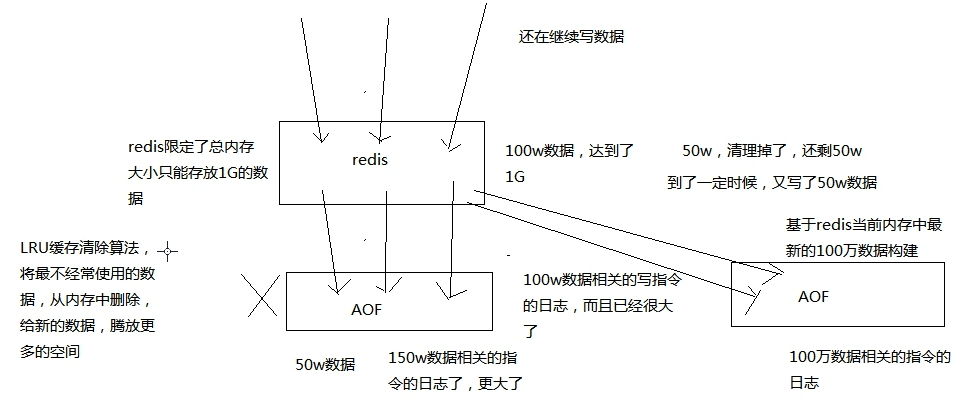 还在继续写数据
redis限定了总内存
大小只能存放1G的数
据
redis
100w数据，达到了
1G
50w，清理掉了，还剩50w
到了一定时候，又写了50w数据
基于redis当前内存中最
新的100万数据构建
LRU缓存清除算法，
将最不经常使用的数
据，从内存中删除，
给新的数据，腾放更
多的空间
AOF
100w数据相关的写指令
的日志，而且已经很大
了
AOF
50w数据
150w数据相关的指
令的日志了，更大了
100万数据相关的指令的
日志